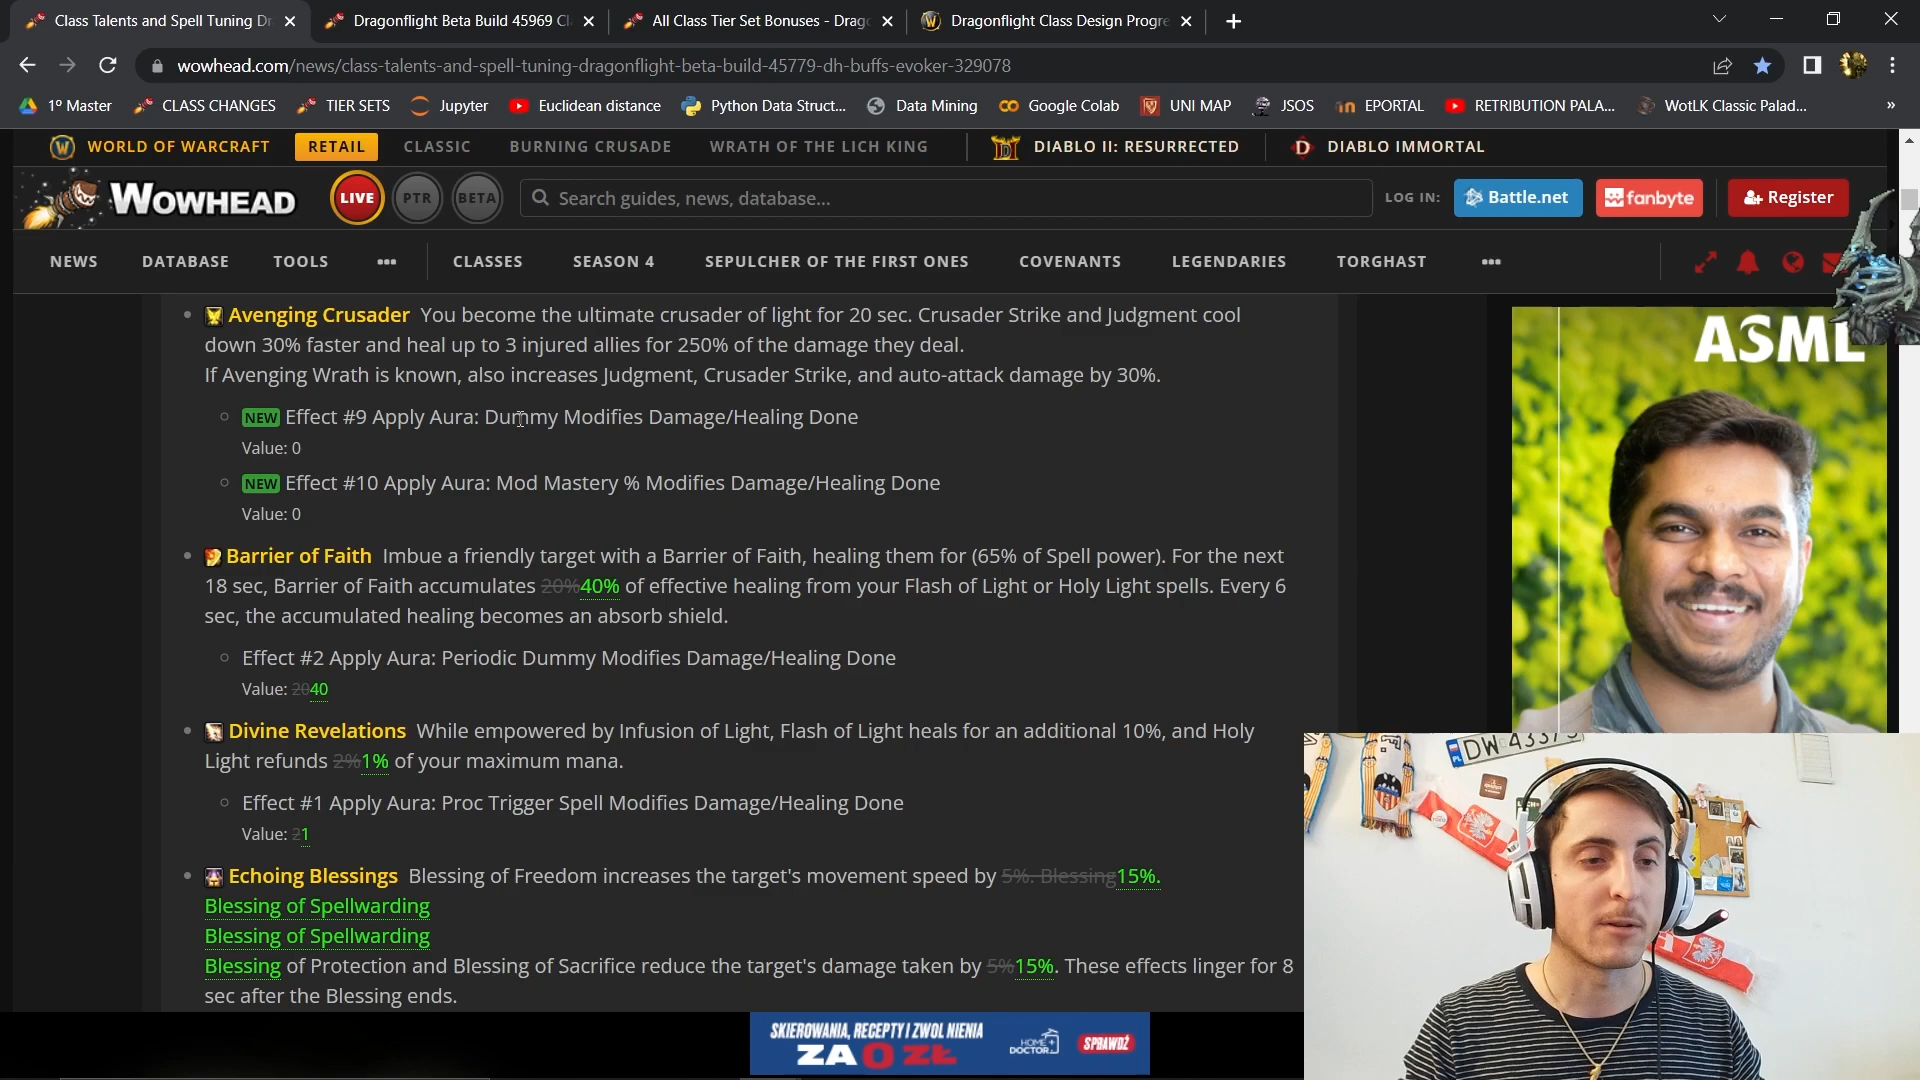 Class Talents and Spell Tuning Dr
Dragonflight Beta Build 45969 Cl
All Class Tier Set Bonuses - Drag
Dragonflight Class Design Progre
wowhead.com/news/class-talents-and-spell-tuning-dragonflight-beta-build-45779-dh-buffs-evoker-329078
1º Master
CLASS CHANGES
TIER SETS
Jupyter
Euclidean distance
Python Data Struct...
Data Mining
Google Colab
UNI MAP
JSOS
EPORTAL
RETRIBUTION PALA...
WotLK Classic Palad...
»
WORLD OF WARCRAFT
RETAIL
CLASSIC
BURNING CRUSADE
WRATH OF THE LICH KING
DIABLO II: RESURRECTED
DIABLO IMMORTAL
WOWHEAD
LIVE
PTR
BETA
Search guides, news, database...
LOG IN:
Battle.net
fanbyte
Register
NEWS
DATABASE
TOOLS
•••
CLASSES
SEASON 4
SEPULCHER OF THE FIRST ONES
COVENANTS
LEGENDARIES
TORGHAST
•••
Avenging Crusader You become the ultimate crusader of light for 20 sec. Crusader Strike and Judgment cool
down 30% faster and heal up to 3 injured allies for 250% of the damage they deal.
If Avenging Wrath is known, also increases Judgment, Crusader Strike, and auto-attack damage by 30%.
NEW Effect #9 Apply Aura: Dummy Modifies Damage/Healing Done
Value: 0
NEW Effect #10 Apply Aura: Mod Mastery % Modifies Damage/Healing Done
Value: 0
Barrier of Faith Imbue a friendly target with a Barrier of Faith, healing them for (65% of Spell power). For the next
18 sec, Barrier of Faith accumulates 20%40% of effective healing from your Flash of Light or Holy Light spells. Every 6
sec, the accumulated healing becomes an absorb shield.
Effect #2 Apply Aura: Periodic Dummy Modifies Damage/Healing Done
Value: 2040
Divine Revelations While empowered by Infusion of Light, Flash of Light heals for an additional 10%, and Holy
Light refunds 2%1% of your maximum mana.
Effect #1 Apply Aura: Proc Trigger Spell Modifies Damage/Healing Done
Value: 21
Echoing Blessings Blessing of Freedom increases the target's movement speed by 5%. Blessing15%.
Blessing of Spellwarding
Blessing of Spellwarding
Blessing of Protection and Blessing of Sacrifice reduce the target's damage taken by 5%15%. These effects linger for 8
sec after the Blessing ends.
ASML
DW 43375
SKIEROWANIA, RECEPTY I ZWOLNIENIA
ZA 0 ZŁ
HOME
DOCTOR
SPRAWDŹ